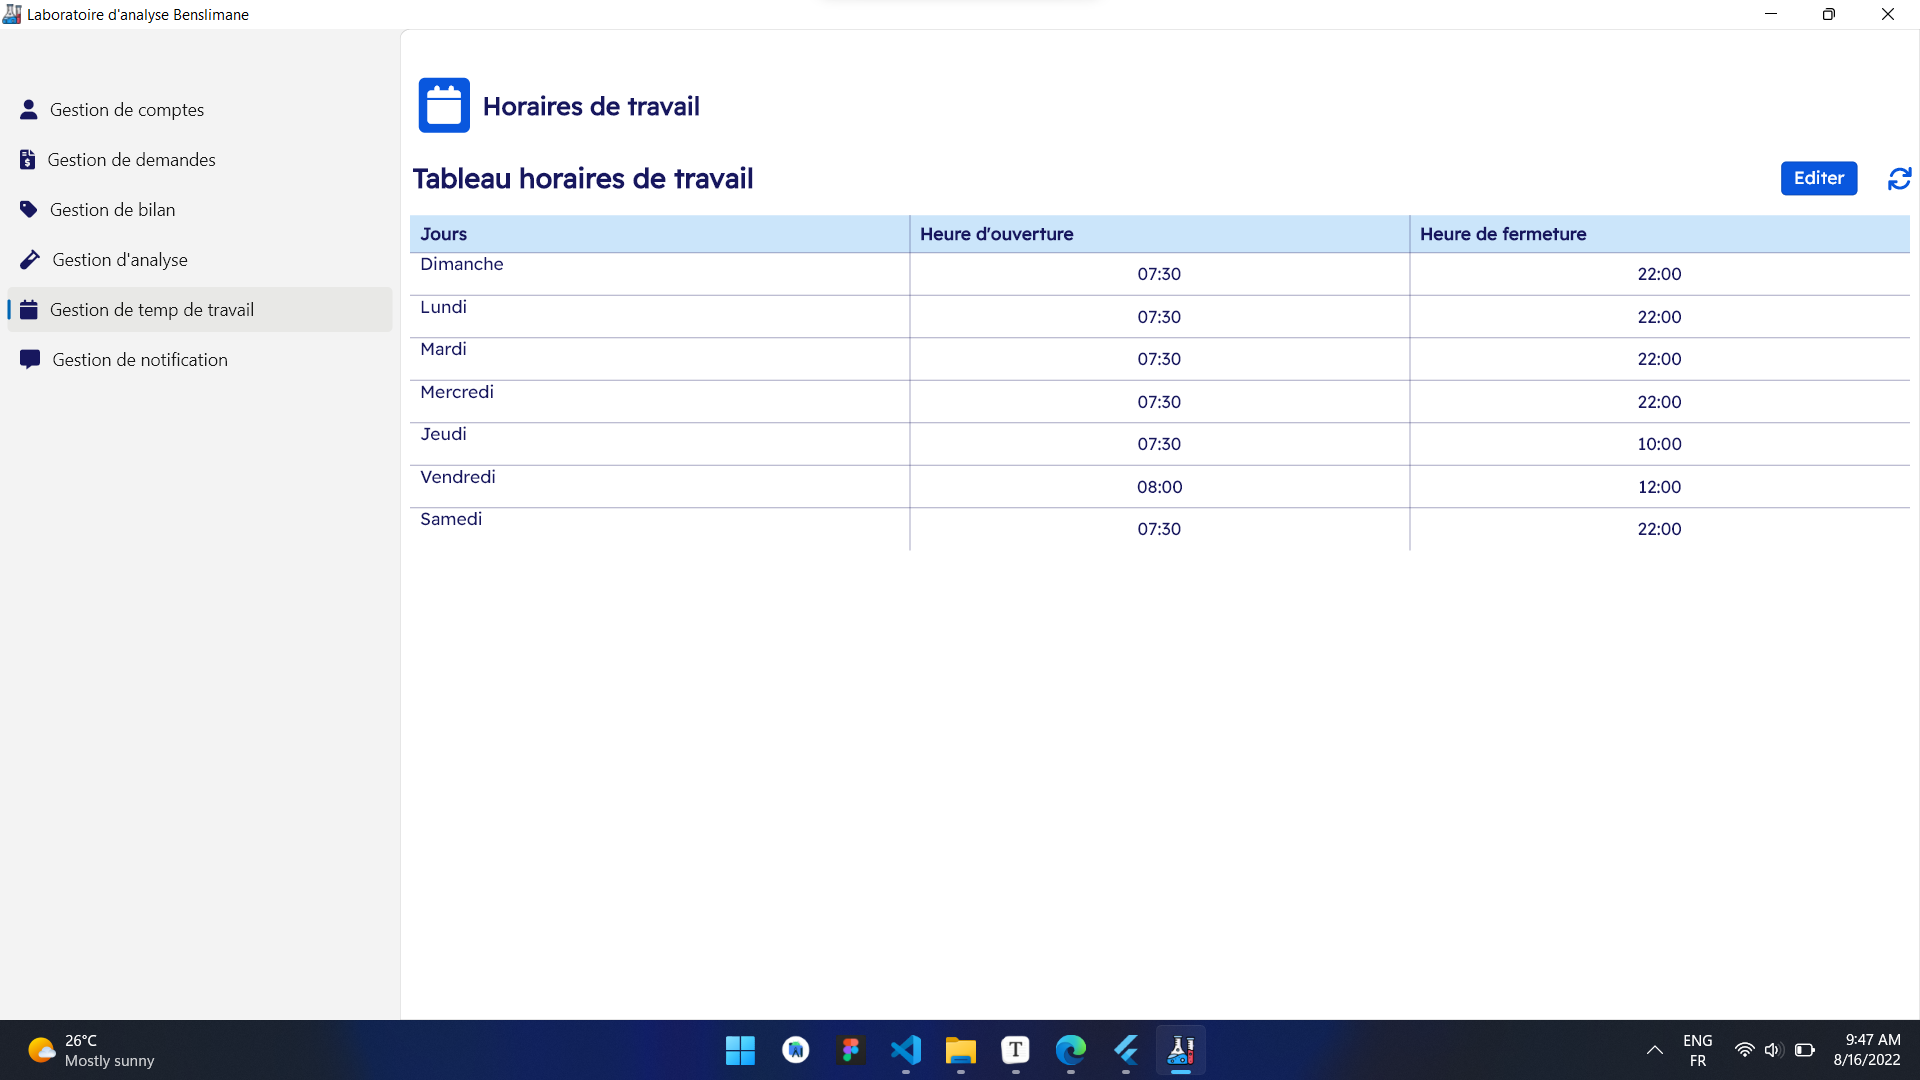 Laboratoire d'analyse Benslimane
Gestion de comptes
Gestion de demandes
Gestion de bilan
Gestion d'analyse
Gestion de temp de travail
Gestion de notification
Horaires de travail
Tableau horaires de travail
Editer
Jours Heure d'ouverture Heure de fermeture
Dimanche 07:30 22:00
Lundi 07:30 22:00
Mardi 07:30 22:00
Mercredi 07:30 22:00
Jeudi 07:30 10:00
Vendredi 08:00 12:00
Samedi 07:30 22:00
26°C
Mostly sunny
T
ENG
FR
9:47 AM
8/16/2022